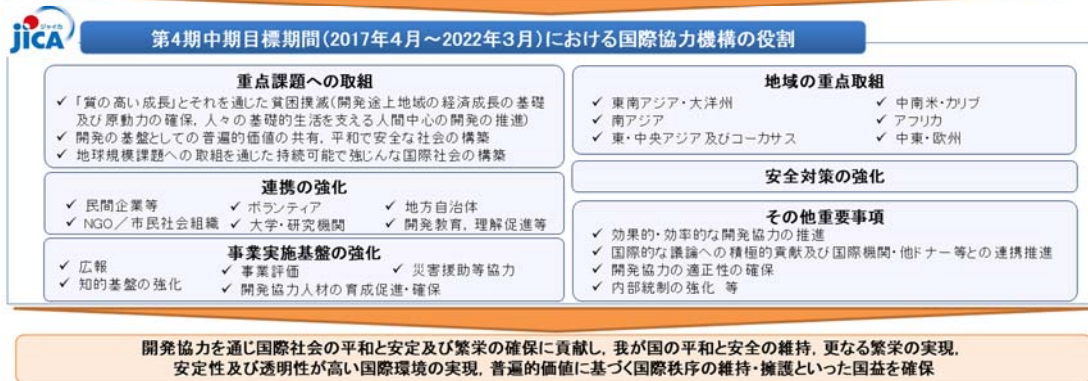 ジャイカ
jICA
第4期中期目標期間(2017年4月~2022年3月)における国際協力機構の役割
重点課題への取組
✓ 「質の高い成長」とそれを通じた貧困撲滅(開発途上地域の経済成長の基礎
及び原動力の確保,人々の基礎的生活を支える人間中心の開発の推進)
✓ 開発の基盤としての普遍的価値の共有,平和で安全な社会の構築
✓ 地球規模課題への取組を通じた持続可能で強じんな国際社会の構築
連携の強化
✓ 民間企業等 ✓ ボランティア ✓ 地方自治体
✓ NGO/市民社会組織 ✓ 大学・研究機関 ✓ 開発教育,理解促進等
事業実施基盤の強化
✓ 広報 ✓ 事業評価 ✓ 災害援助等協力
✓ 知的基盤の強化 ✓ 開発協力人材の育成促進・確保
地域の重点取組
✓ 東南アジア・大洋州 ✓ 中南米・カリブ
✓ 南アジア ✓ アフリカ
✓ 東・中央アジア及びコーカサス ✓ 中東・欧州
安全対策の強化
その他重要事項
✓ 効果的・効率的な開発協力の推進
✓ 国際的な議論への積極的貢献及び国際機関・他ドナー等との連携推進
✓ 開発協力の適正性の確保
✓ 内部統制の強化 等
開発協力を通じ国際社会の平和と安定及び繁栄の確保に貢献し,我が国の平和と安全の維持,更なる繁栄の実現,
安定性及び透明性が高い国際環境の実現,普遍的価値に基づく国際秩序の維持・擁護といった国益を確保